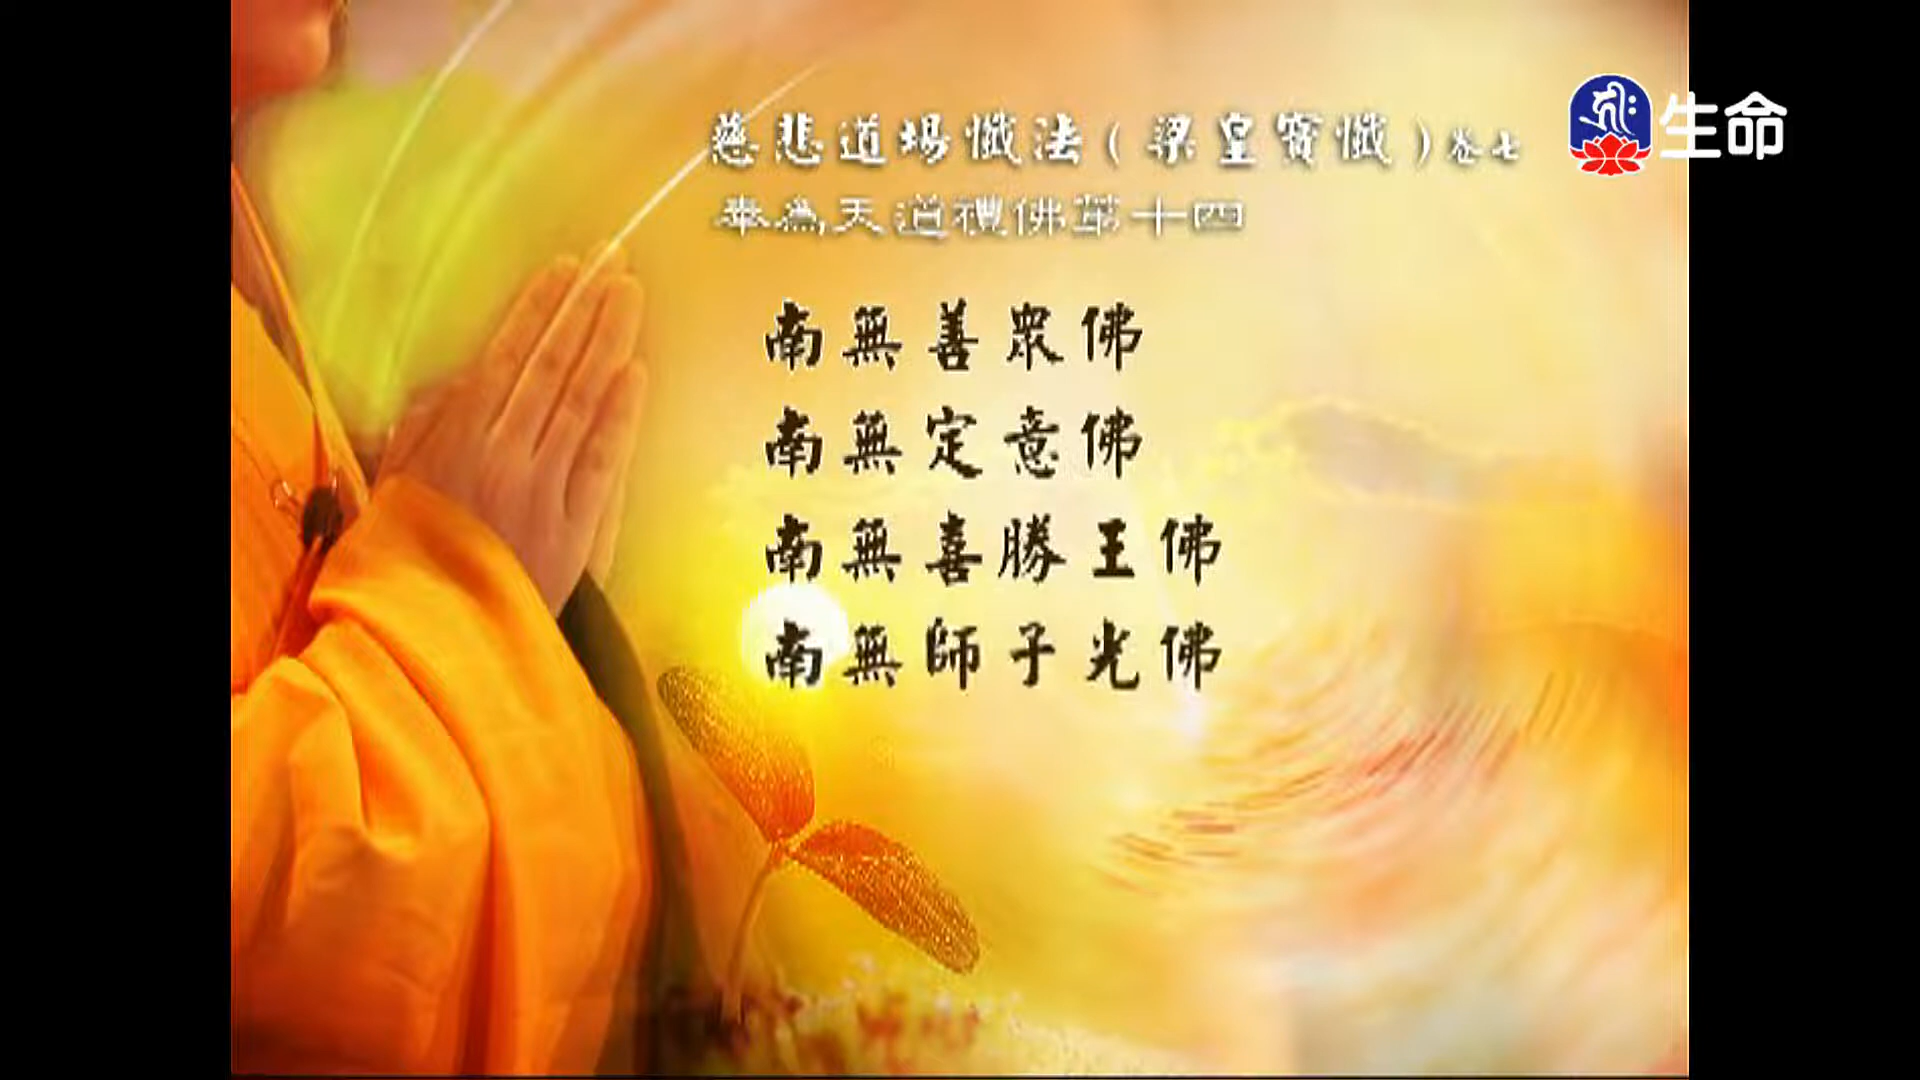 慈悲道場懺法(梁皇寶懺)卷七
生命
奉為天道禮佛第十四
南無善眾佛
南無定意佛
南無喜勝王佛
南無師子光佛